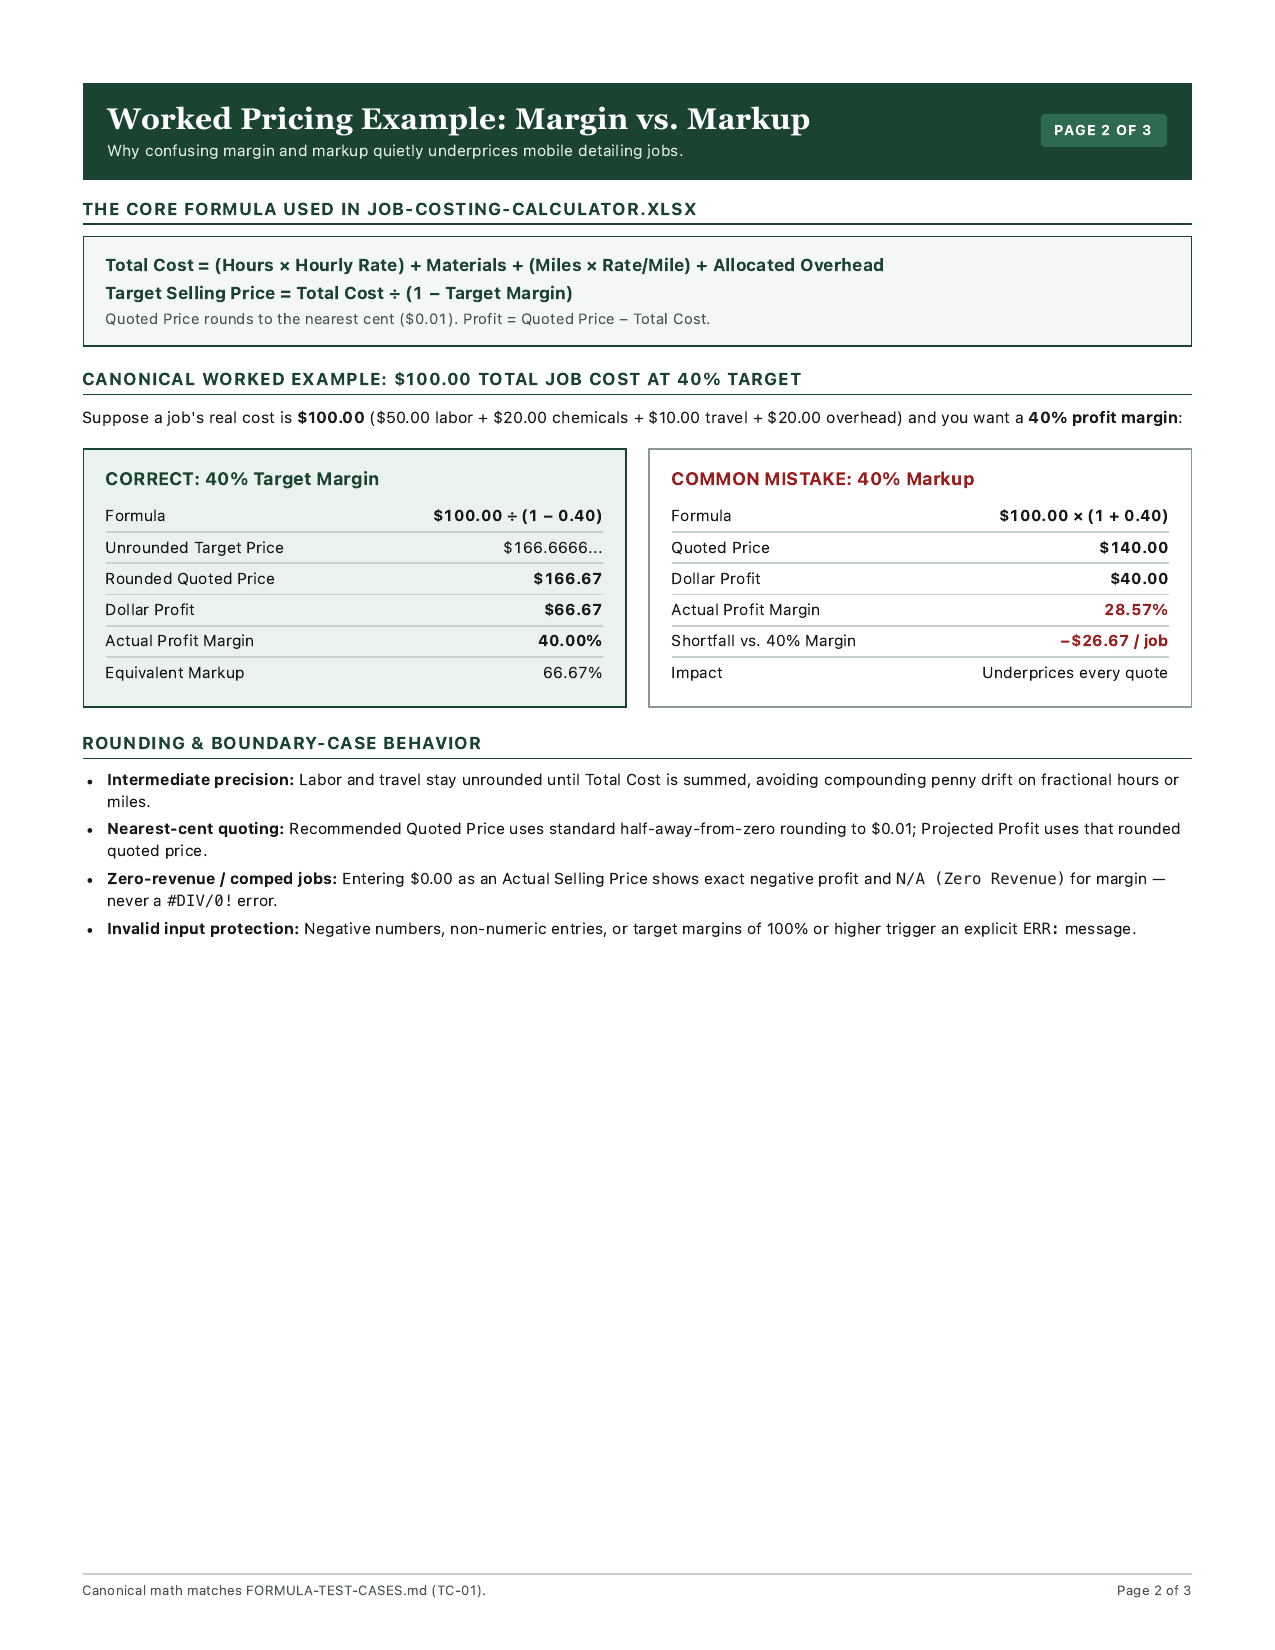 Worked Pricing Example: Margin vs. Markup
Why confusing margin and markup quietly underprices mobile detailing jobs.
PAGE 2 OF 3
THE CORE FORMULA USED IN JOB-COSTING-CALCULATOR.XLSX
Total Cost = (Hours × Hourly Rate) + Materials + (Miles × Rate/Mile) + Allocated Overhead
Target Selling Price = Total Cost ÷ (1 − Target Margin)
Quoted Price rounds to the nearest cent ($0.01). Profit = Quoted Price − Total Cost.
CANONICAL WORKED EXAMPLE: $100.00 TOTAL JOB COST AT 40% TARGET
Suppose a job's real cost is $100.00 ($50.00 labor + $20.00 chemicals + $10.00 travel + $20.00 overhead) and you want a 40% profit margin:
CORRECT: 40% Target Margin
Formula $100.00 ÷ (1 − 0.40)
Unrounded Target Price $166.6666...
Rounded Quoted Price $166.67
Dollar Profit $66.67
Actual Profit Margin 40.00%
Equivalent Markup 66.67%
COMMON MISTAKE: 40% Markup
Formula $100.00 × (1 + 0.40)
Quoted Price $140.00
Dollar Profit $40.00
Actual Profit Margin 28.57%
Shortfall vs. 40% Margin −$26.67 / job
Impact Underprices every quote
ROUNDING & BOUNDARY-CASE BEHAVIOR
• Intermediate precision: Labor and travel stay unrounded until Total Cost is summed, avoiding compounding penny drift on fractional hours or
miles.
• Nearest-cent quoting: Recommended Quoted Price uses standard half-away-from-zero rounding to $0.01; Projected Profit uses that rounded
quoted price.
• Zero-revenue / comped jobs: Entering $0.00 as an Actual Selling Price shows exact negative profit and N/A (Zero Revenue) for margin —
never a #DIV/0! error.
• Invalid input protection: Negative numbers, non-numeric entries, or target margins of 100% or higher trigger an explicit ERR: message.
Canonical math matches FORMULA-TEST-CASES.md (TC-01).
Page 2 of 3